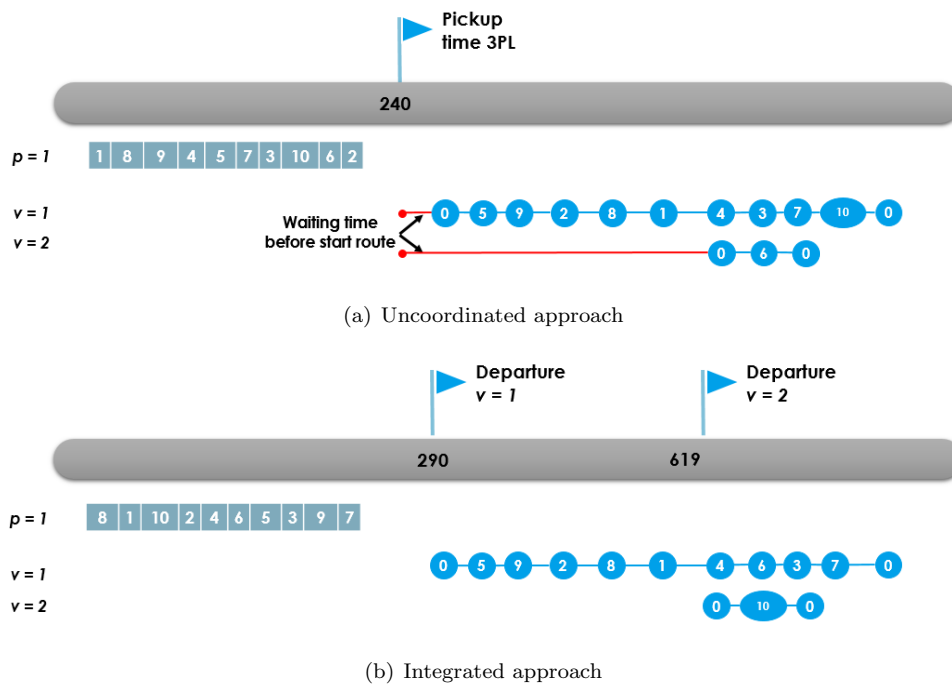 Pickup
time 3PL
240
p = 1 1 8 9 4 5 7 3 10 6 2
v = 1 0 5 9 2 8 1 4 3 7 10 0
Waiting time
before start route
v = 2 0 6 0
(a) Uncoordinated approach
Departure
v = 1
Departure
v = 2
290 619
p = 1 8 1 10 2 4 6 5 3 9 7
v = 1 0 5 9 2 8 1 4 6 3 7 0
v = 2 0 10 0
(b) Integrated approach